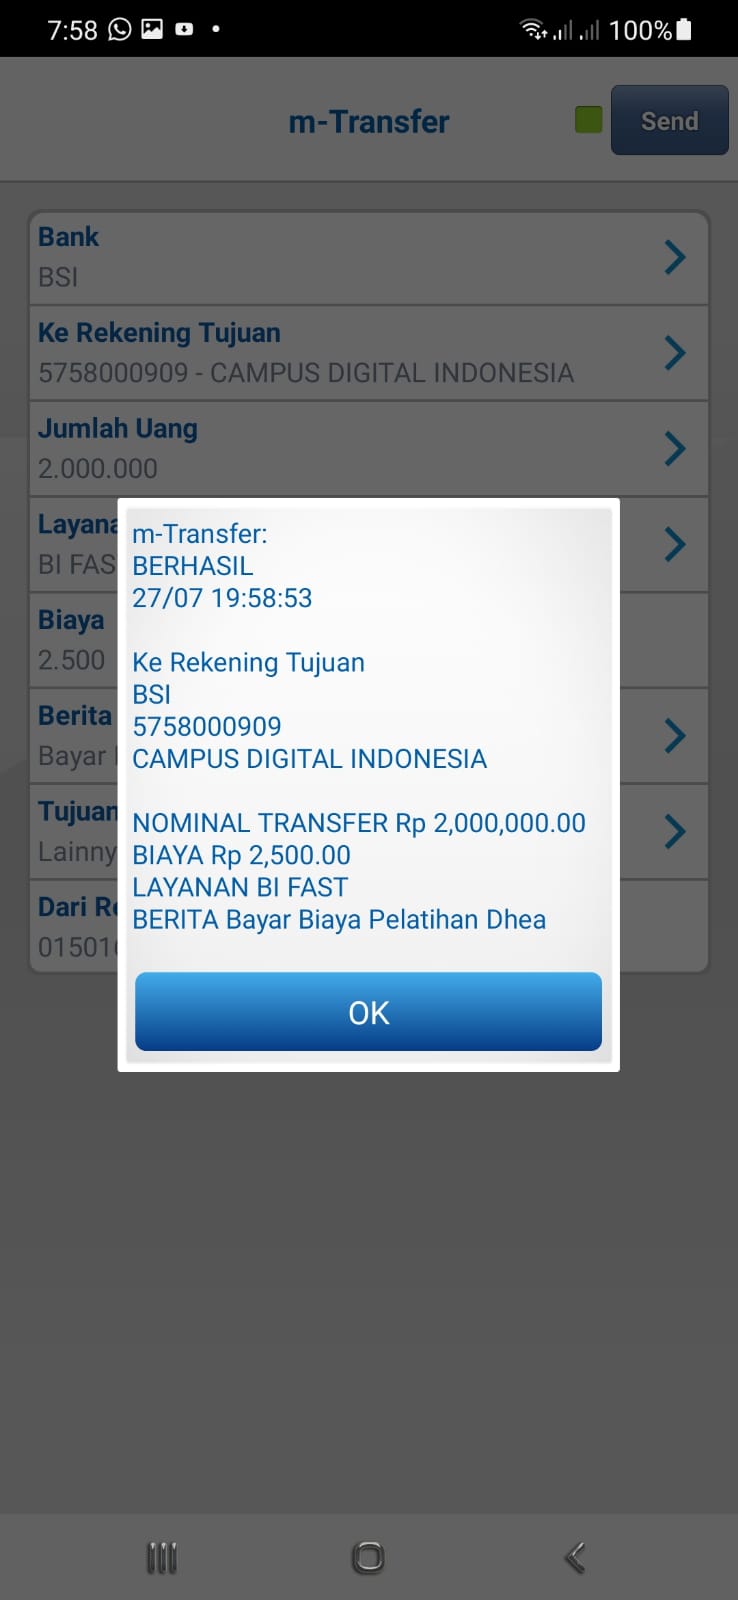 7:58
100%
m-Transfer
Send
Bank
BSI
Ke Rekening Tujuan
5758000909 - CAMPUS DIGITAL INDONESIA
Jumlah Uang
2.000.000
BI FAS
Biaya
2.500
Berita
Bayar
Tujuan
Lainny
Dari
01501
m-Transfer:
BERHASIL
27/07 19:58:53
Ke Rekening Tujuan
BSI
5758000909
CAMPUS DIGITAL INDONESIA
NOMINAL TRANSFER Rp 2,000,000.00
BIAYA Rp 2,500.00
LAYANAN BI FAST
BERITA Bayar Biaya Pelatihan Dhea
OK